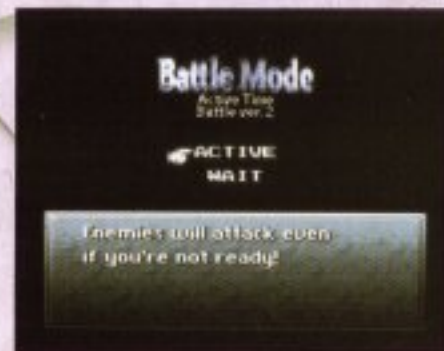 Battle Mode
Active Time
Battle ver. 2
ACTIVE
WAIT
Enemies will attack even
if you're not ready!